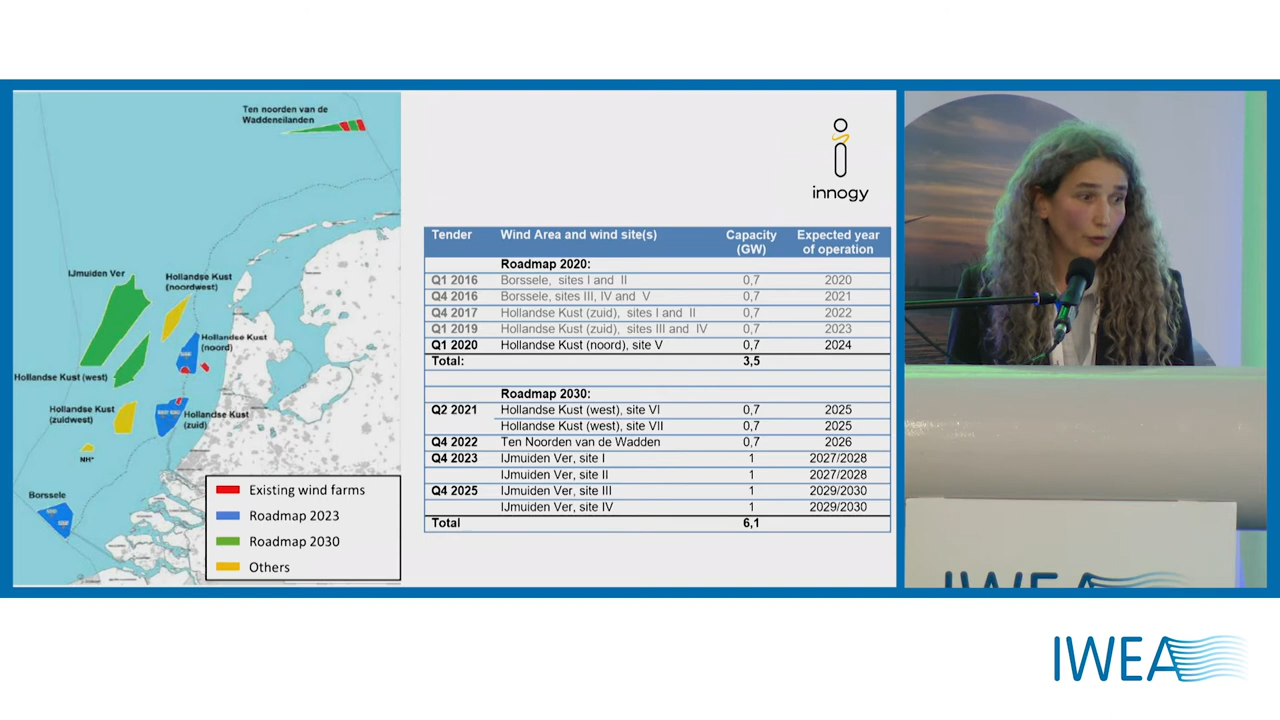 Ten noorden van de
Waddeneilanden
IJmuiden Ver
Hollandse Kust
(noordwest)
Hollandse Kust
(noord)
Hollandse Kust (west)
Hollandse Kust
(zuidwest)
Hollandse Kust
(zuid)
NH*
Borssele
Existing wind farms
Roadmap 2023
Roadmap 2030
Others
innogy
Tender Wind Area and wind site(s) Capacity (GW) Expected year of operation
Roadmap 2020:
Q1 2016 Borssele, sites I and II 0,7 2020
Q4 2016 Borssele, sites III, IV and V 0,7 2021
Q4 2017 Hollandse Kust (zuid), sites I and II 0,7 2022
Q1 2019 Hollandse Kust (zuid), sites III and IV 0,7 2023
Q1 2020 Hollandse Kust (noord), site V 0,7 2024
Total: 3,5
Roadmap 2030:
Q2 2021 Hollandse Kust (west), site VI 0,7 2025
Hollandse Kust (west), site VII 0,7 2025
Q4 2022 Ten Noorden van de Wadden 0,7 2026
Q4 2023 IJmuiden Ver, site I 1 2027/2028
IJmuiden Ver, site II 1 2027/2028
Q4 2025 IJmuiden Ver, site III 1 2029/2030
IJmuiden Ver, site IV 1 2029/2030
Total 6,1
IWEA
IWEA